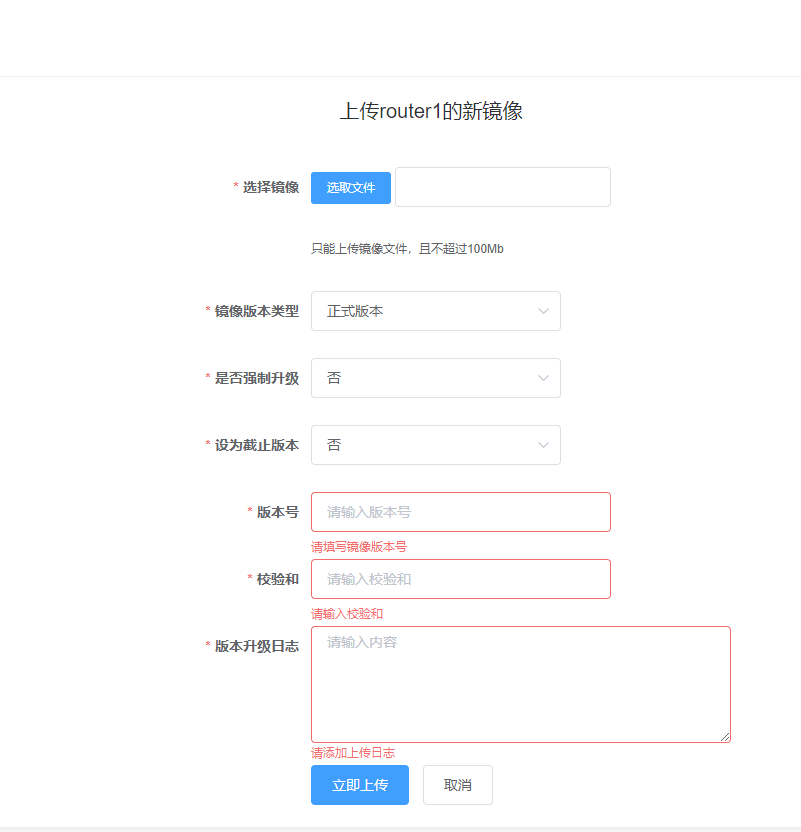 上传router1的新镜像
* 选择镜像 选取文件
只能上传镜像文件，且不超过100Mb
* 镜像版本类型 正式版本
* 是否强制升级 否
* 设为截止版本 否
* 版本号 请输入版本号
请填写镜像版本号
* 校验和 请输入校验和
请输入校验和
* 版本升级日志 请输入内容
请添加上传日志
立即上传 取消